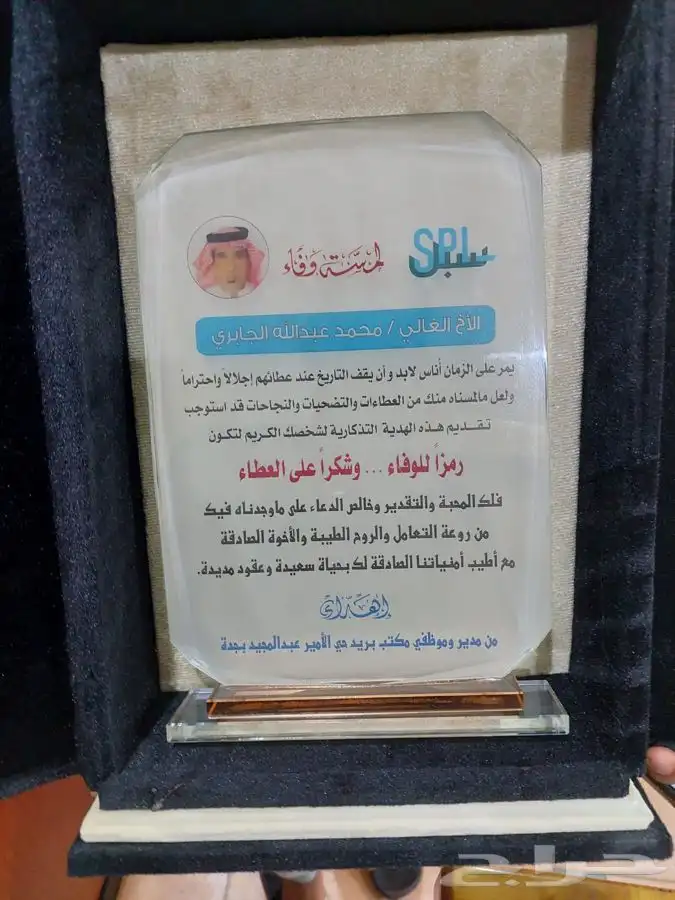 SPL
سبل
لمسة وفاء
الأخ الغالي / محمد عبدالله الجابري
يمر على الزمان أناس لابد وأن يقف التاريخ عند عطائهم إجلالاً واحتراماً
ولعل مالمسناه منك من العطاءات والتضحيات والنجاحات قد استوجب
تقديم هذه الهدية التذكارية لشخصك الكريم لتكون
رمزاً للوفاء ... وشكراً على العطاء
فلك المحبة والتقدير وخالص الدعاء على ماوجدناه فيك
من روعة التعامل والروح الطيبة والأخوة الصادقة
مع أطيب أمنياتنا الصادقة لك بحياة سعيدة وعقود مديدة.
إهداء
من مدير وموظفي مكتب بريد حي الأمير عبدالمجيد بجدة
حراج